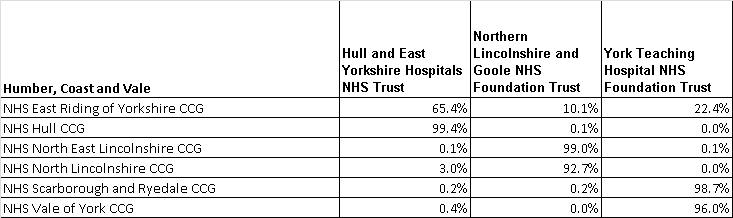 Humber, Coast and Vale
Hull and East
Yorkshire Hospitals
NHS Trust
Northern
Lincolnshire and
Goole NHS
Foundation Trust
York Teaching
Hospital NHS
Foundation Trust
NHS East Riding of Yorkshire CCG 65.4% 10.1% 22.4%
NHS Hull CCG 99.4% 0.1% 0.0%
NHS North East Lincolnshire CCG 0.1% 99.0% 0.1%
NHS North Lincolnshire CCG 3.0% 92.7% 0.0%
NHS Scarborough and Ryedale CCG 0.2% 0.2% 98.7%
NHS Vale of York CCG 0.4% 0.0% 96.0%